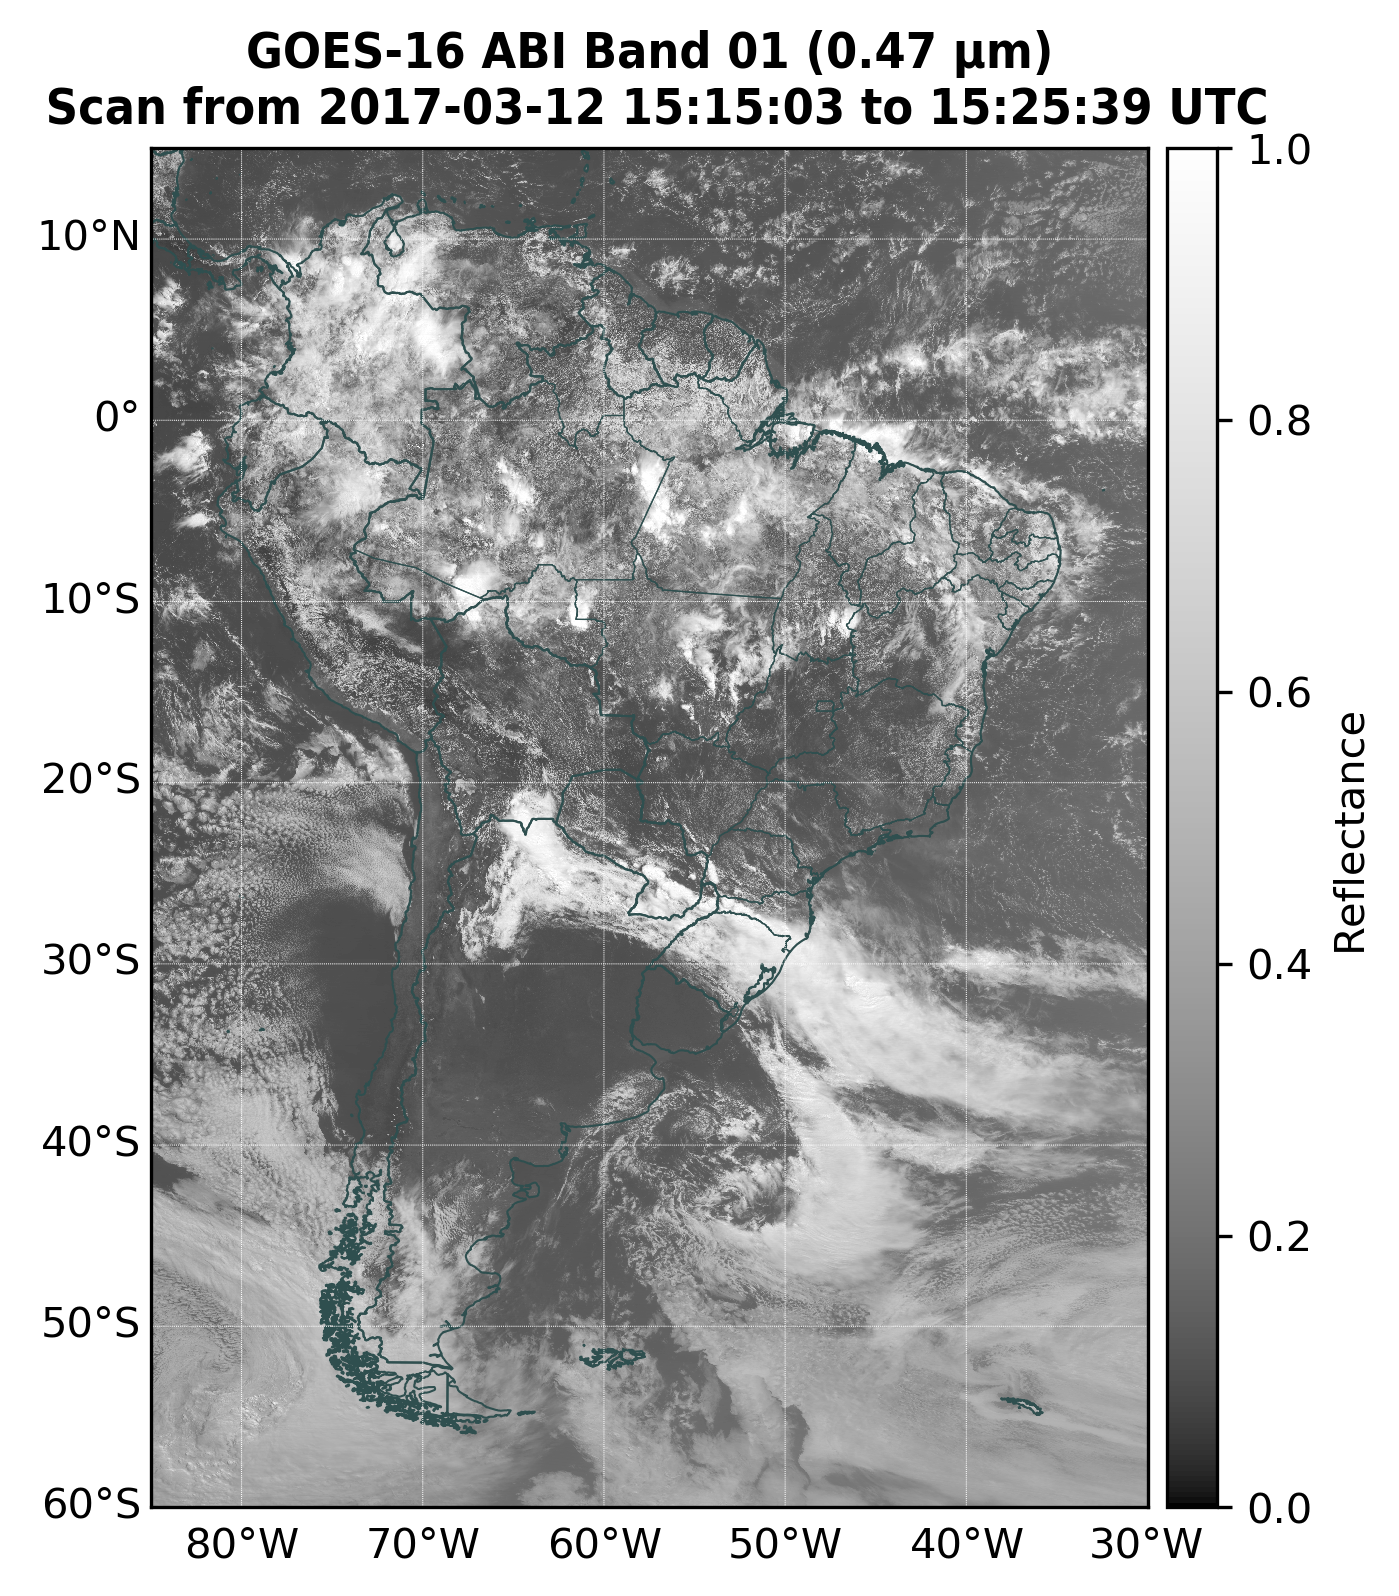 GOES-16 ABI Band 01 (0.47 µm)
Scan from 2017-03-12 15:15:03 to 15:25:39 UTC
10°N
0°
10°S
20°S
30°S
40°S
50°S
60°S
80°W
70°W
60°W
50°W
40°W
30°W
1.0
0.8
0.6
0.4
0.2
0.0
Reflectance